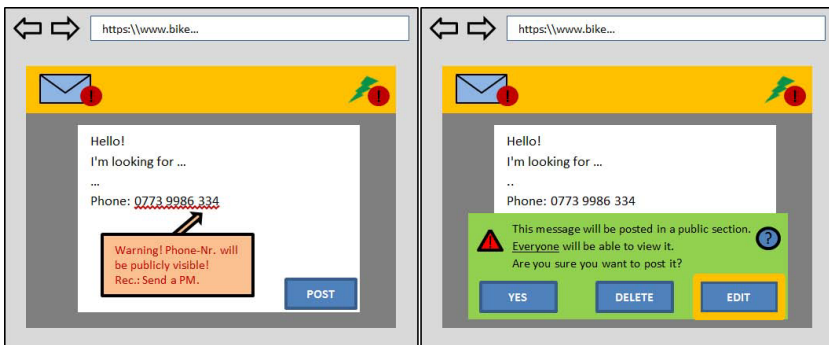 https:\\www.bike...
!
!
Hello!
I'm looking for ...
...
Phone: 0773 9986 334
Warning! Phone-Nr. will
be publicly visible!
Rec.: Send a PM.
POST
https:\\www.bike...
!
!
Hello!
I'm looking for ...
..
Phone: 0773 9986 334
This message will be posted in a public section.
Everyone will be able to view it.
Are you sure you want to post it?
?
YES
DELETE
EDIT